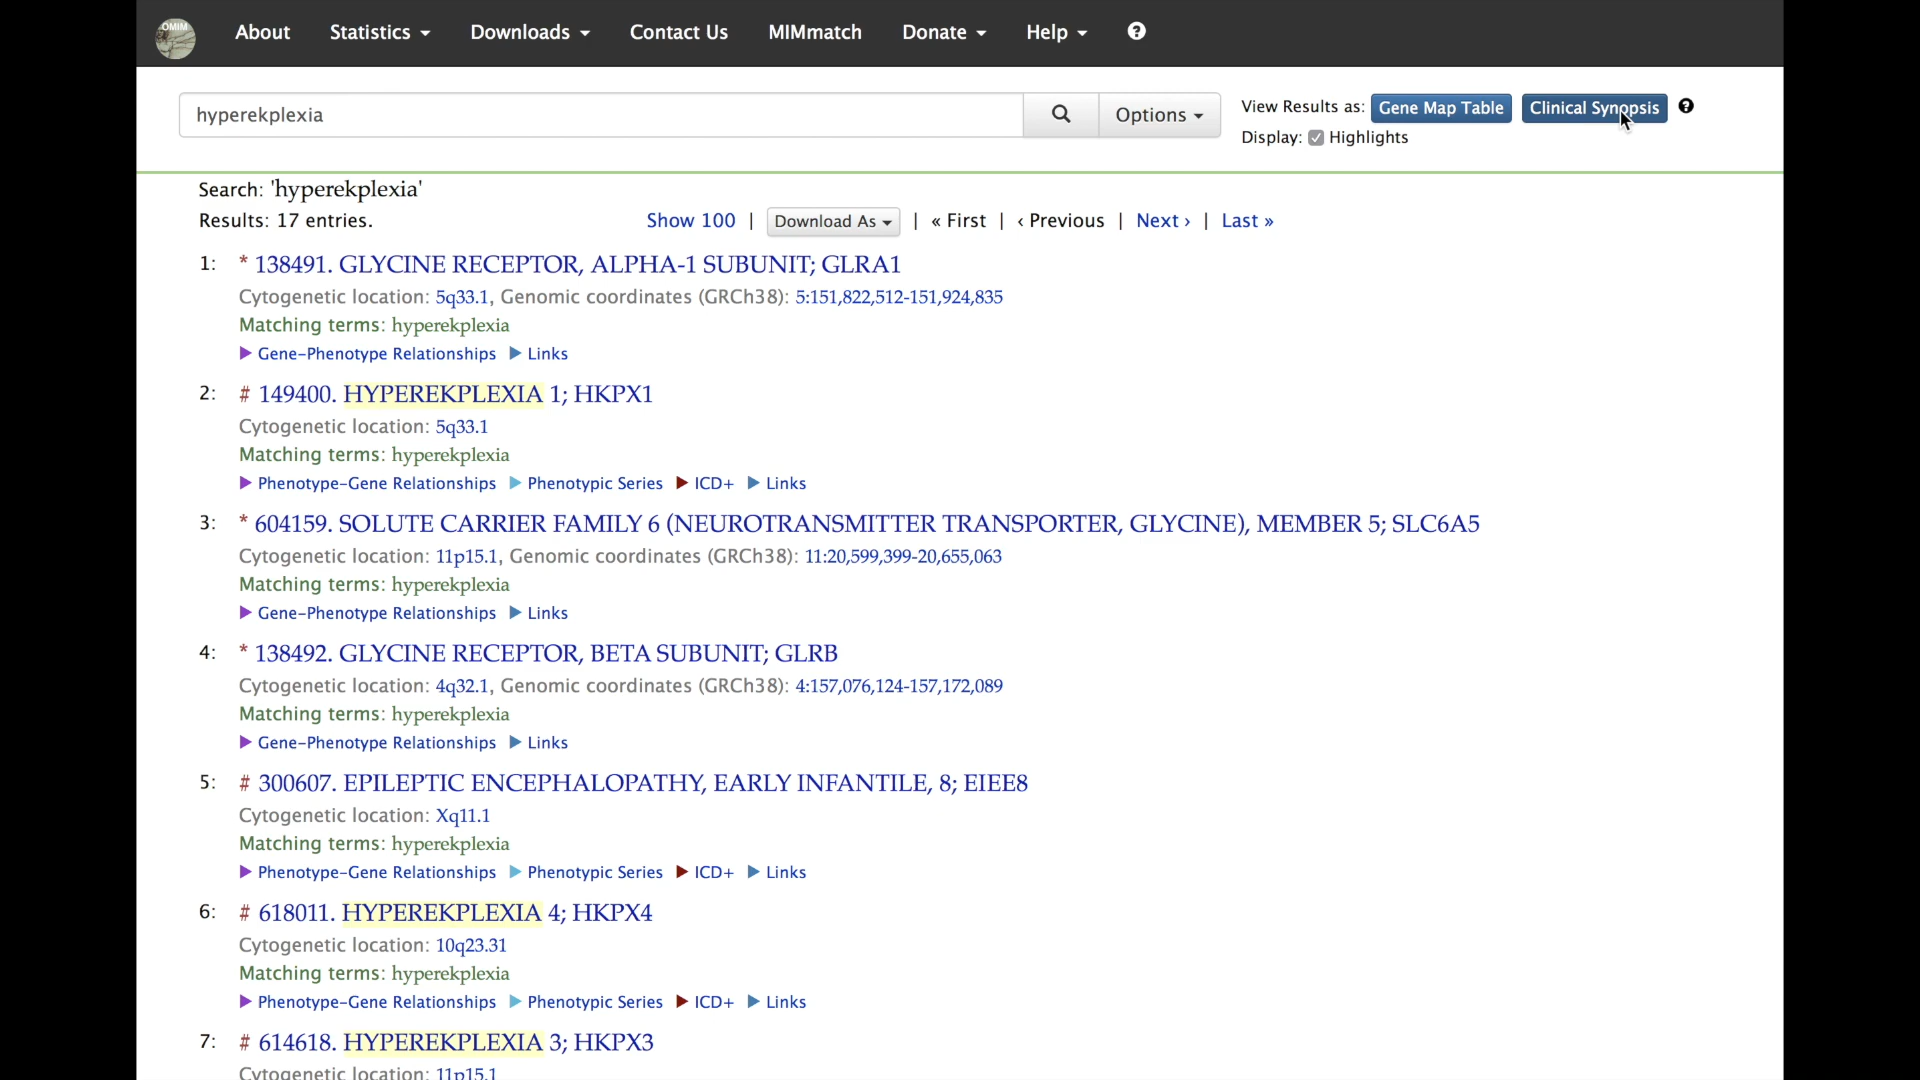 OMIM
About Statistics Downloads Contact Us MIMmatch Donate Help ?
hyperekplexia Options
View Results as: Gene Map Table Clinical Synopsis ?
Display: Highlights
Search: 'hyperekplexia'
Results: 17 entries. Show 100 | Download As | « First | ‹ Previous | Next › | Last »
1: * 138491. GLYCINE RECEPTOR, ALPHA-1 SUBUNIT; GLRA1
Cytogenetic location: 5q33.1, Genomic coordinates (GRCh38): 5:151,822,512-151,924,835
Matching terms: hyperekplexia
Gene-Phenotype Relationships Links
2: # 149400. HYPEREKPLEXIA 1; HKPX1
Cytogenetic location: 5q33.1
Matching terms: hyperekplexia
Phenotype-Gene Relationships Phenotypic Series ICD+ Links
3: * 604159. SOLUTE CARRIER FAMILY 6 (NEUROTRANSMITTER TRANSPORTER, GLYCINE), MEMBER 5; SLC6A5
Cytogenetic location: 11p15.1, Genomic coordinates (GRCh38): 11:20,599,399-20,655,063
Matching terms: hyperekplexia
Gene-Phenotype Relationships Links
4: * 138492. GLYCINE RECEPTOR, BETA SUBUNIT; GLRB
Cytogenetic location: 4q32.1, Genomic coordinates (GRCh38): 4:157,076,124-157,172,089
Matching terms: hyperekplexia
Gene-Phenotype Relationships Links
5: # 300607. EPILEPTIC ENCEPHALOPATHY, EARLY INFANTILE, 8; EIEE8
Cytogenetic location: Xq11.1
Matching terms: hyperekplexia
Phenotype-Gene Relationships Phenotypic Series ICD+ Links
6: # 618011. HYPEREKPLEXIA 4; HKPX4
Cytogenetic location: 10q23.31
Matching terms: hyperekplexia
Phenotype-Gene Relationships Phenotypic Series ICD+ Links
7: # 614618. HYPEREKPLEXIA 3; HKPX3
Cytogenetic location: 11p15.1